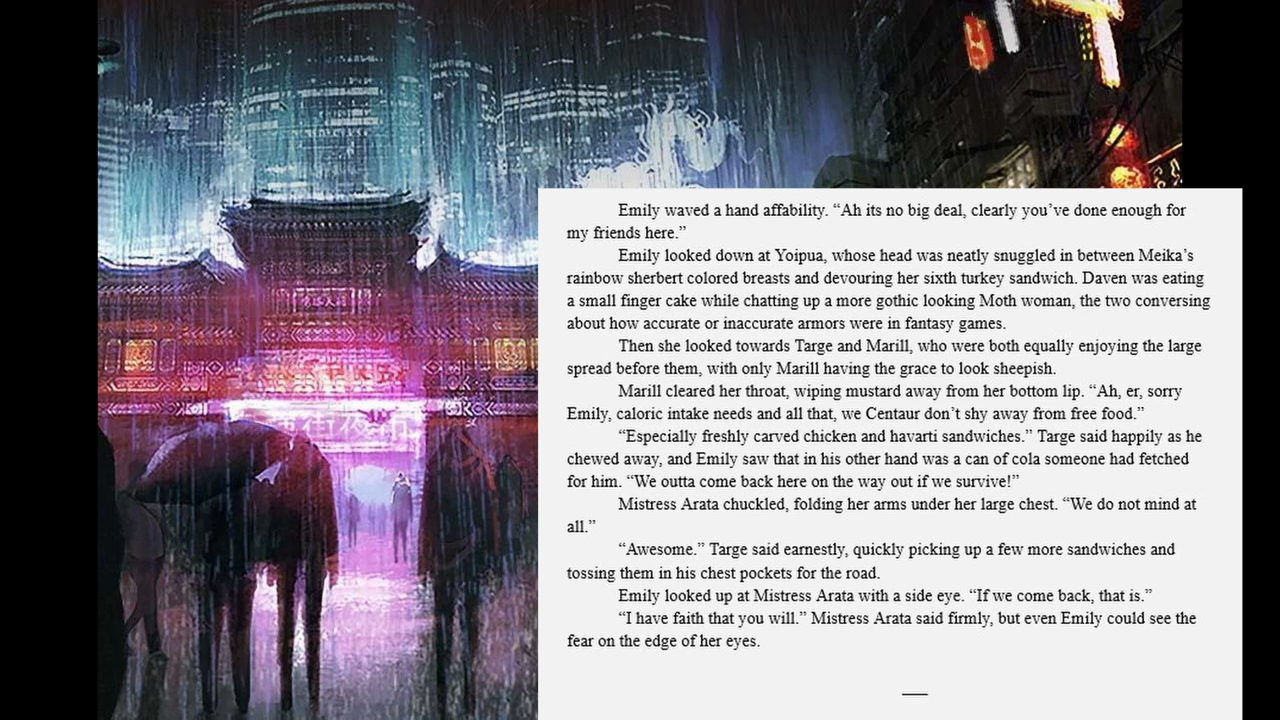 Emily waved a hand affability. “Ah its no big deal, clearly you’ve done enough for
my friends here.”
Emily looked down at Yoipua, whose head was neatly snuggled in between Meika’s
rainbow sherbert colored breasts and devouring her sixth turkey sandwich. Daven was eating
a small finger cake while chatting up a more gothic looking Moth woman, the two conversing
about how accurate or inaccurate armors were in fantasy games.
Then she looked towards Targe and Marill, who were both equally enjoying the large
spread before them, with only Marill having the grace to look sheepish.
Marill cleared her throat, wiping mustard away from her bottom lip. “Ah, er, sorry
Emily, caloric intake needs and all that, we Centaur don’t shy away from free food.”
“Especially freshly carved chicken and havarti sandwiches.” Targe said happily as he
chewed away, and Emily saw that in his other hand was a can of cola someone had fetched
for him. “We outta come back here on the way out if we survive!”
Mistress Arata chuckled, folding her arms under her large chest. “We do not mind at
all.”
“Awesome.” Targe said earnestly, quickly picking up a few more sandwiches and
tossing them in his chest pockets for the road.
Emily looked up at Mistress Arata with a side eye. “If we come back, that is.”
“I have faith that you will.” Mistress Arata said firmly, but even Emily could see the
fear on the edge of her eyes.